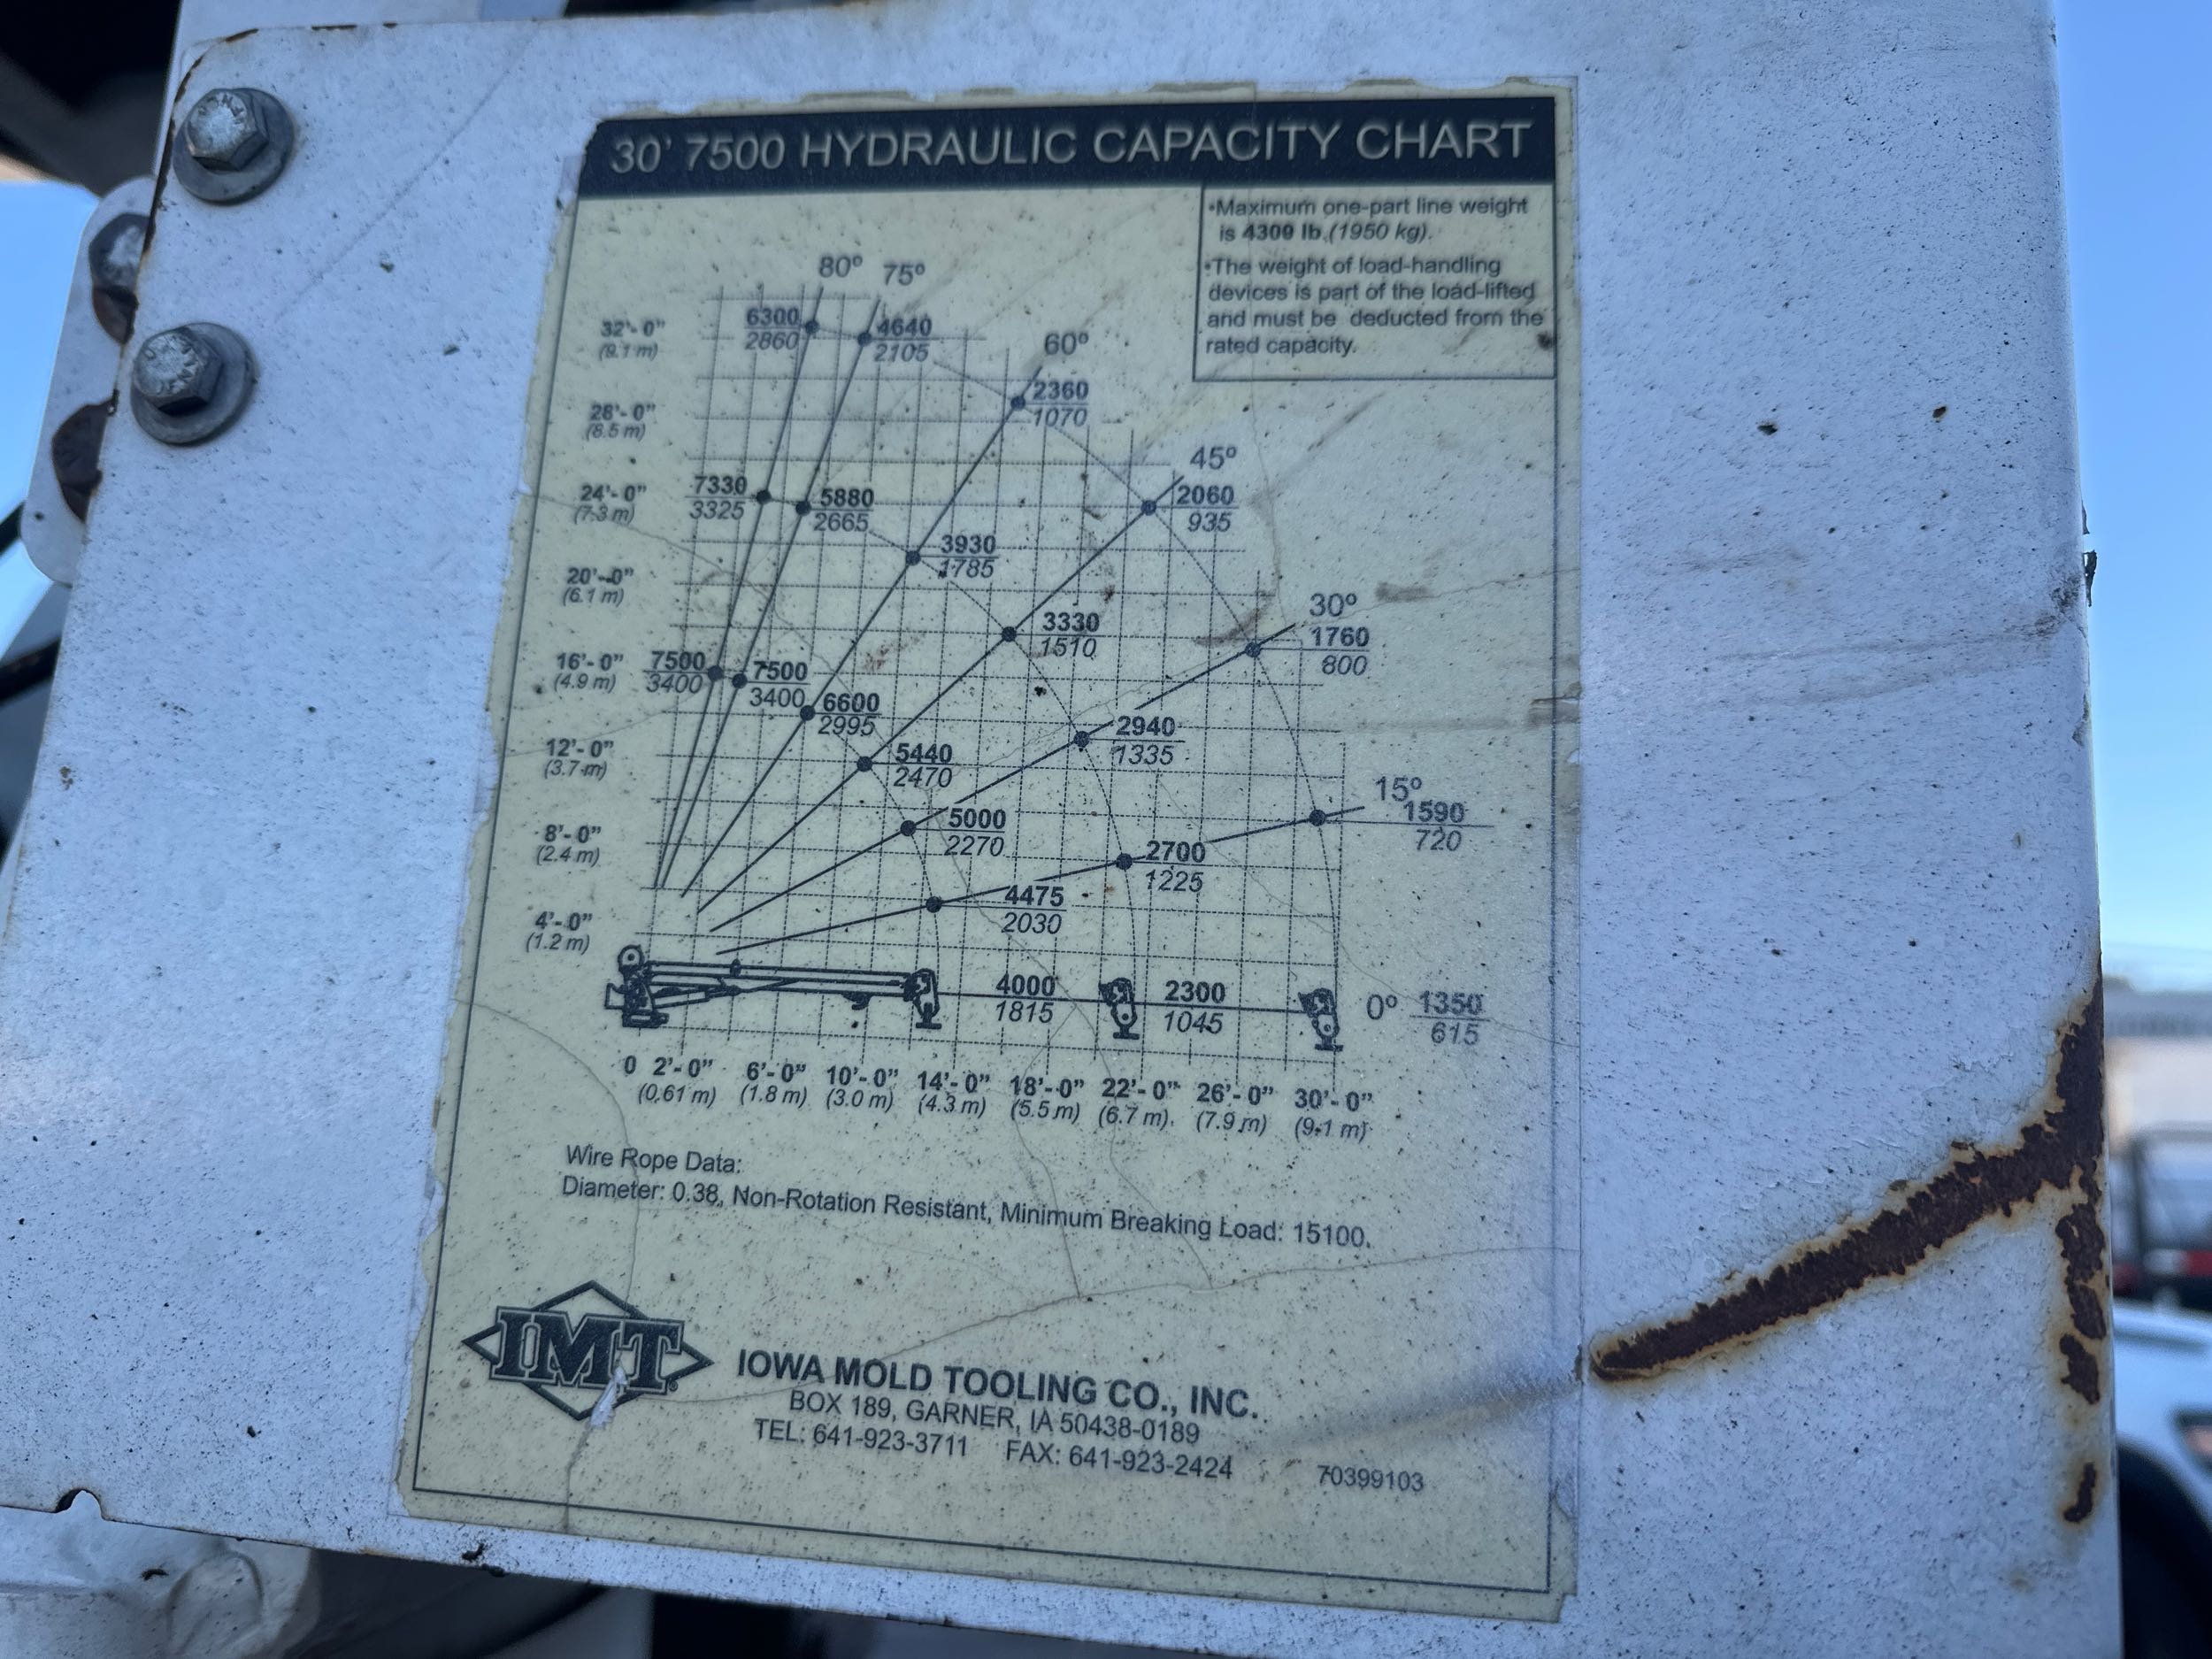 30' 7500 HYDRAULIC CAPACITY CHART
•Maximum one-part line weight
is 4300 lb.(1950 kg).
•The weight of load-handling
devices is part of the load-lifted
and must be deducted from the
rated capacity.
80º 75º
32'-0" 6300 4640
(9.1 m) 2860 2105
60º
2360
28'-0" 1070
(8.5 m)
45º
24'-0" 7330 5880 2060
(7.3 m) 3325 2665 935
3930
1785
20'-0"
(6.1 m)
30º
3330 1760
1510 800
16'-0" 7500 7500
(4.9 m) 3400 3400
6600
2995
2940
12'-0" 5440 1335
(3.7 m) 2470
15º
5000 1590
8'-0" 2270 720
(2.4 m)
2700
1225
4475
4'-0" 2030
(1.2 m)
4000 2300 0º 1350
1815 1045 615
0 2'-0" 6'-0" 10'-0" 14'-0" 18'-0" 22'-0" 26'-0" 30'-0"
(0.61 m) (1.8 m) (3.0 m) (4.3 m) (5.5 m) (6.7 m) (7.9 m) (9.1 m)
Wire Rope Data:
Diameter: 0.38, Non-Rotation Resistant, Minimum Breaking Load: 15100.
IMT
IOWA MOLD TOOLING CO., INC.
BOX 189, GARNER, IA 50438-0189
TEL: 641-923-3711 FAX: 641-923-2424
70399103